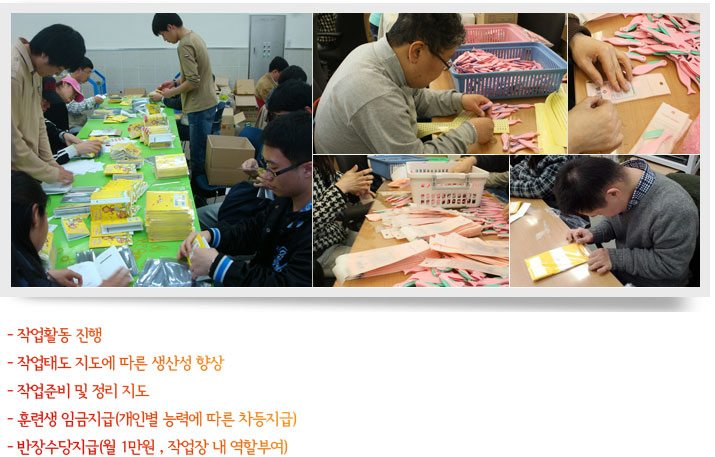 - 작업활동 진행
- 작업태도 지도에 따른 생산성 향상
- 작업준비 및 정리 지도
- 훈련생 임금지급(개인별 능력에 따른 차등지급)
- 반장수당지급(월 1만원 , 작업장 내 역할부여)